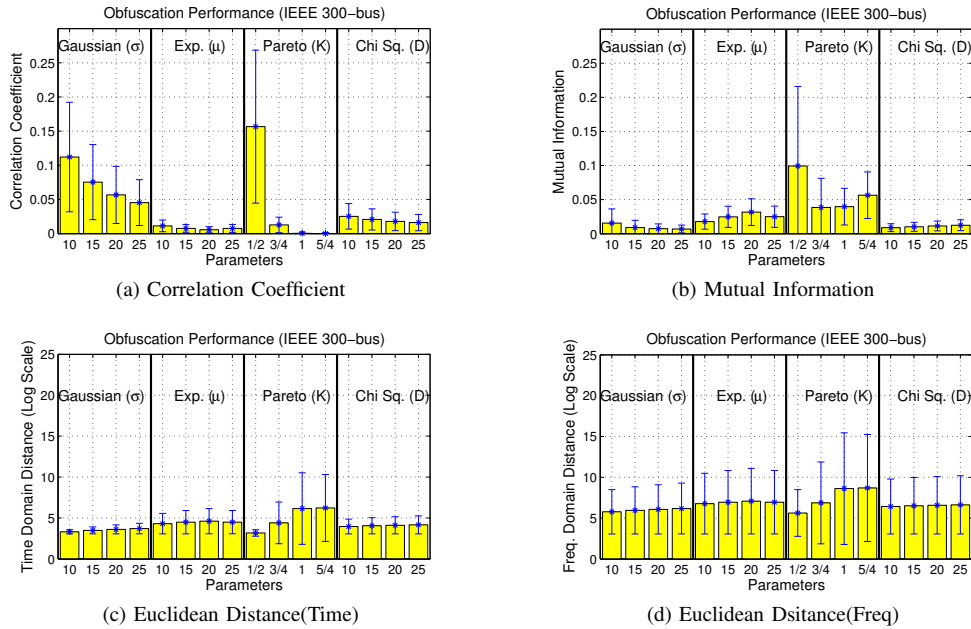 Obfuscation Performance (IEEE 300−bus)
Gaussian (σ) Exp. (μ) Pareto (K) Chi Sq. (D)
0.25
0.2
0.15
0.1
0.05
0
Correlation Coeefficient
10 15 20 25 10 15 20 25 1/2 3/4 1 5/4 10 15 20 25
Parameters
(a) Correlation Coefficient
Obfuscation Performance (IEEE 300−bus)
Gaussian (σ) Exp. (μ) Pareto (K) Chi Sq. (D)
0.25
0.2
0.15
0.1
0.05
0
Mutual Information
10 15 20 25 10 15 20 25 1/2 3/4 1 5/4 10 15 20 25
Parameters
(b) Mutual Information
Obfuscation Performance (IEEE 300−bus)
25
20
15
10
5
0
Gaussian (σ) Exp. (μ) Pareto (K) Chi Sq. (D)
Time Domain Distance (Log Scale)
10 15 20 25 10 15 20 25 1/2 3/4 1 5/4 10 15 20 25
Parameters
(c) Euclidean Distance(Time)
Obfuscation Performance (IEEE 300−bus)
25
20
15
10
5
0
Gaussian (σ) Exp. (μ) Pareto (K) Chi Sq. (D)
Freq. Domain Distance (Log Scale)
10 15 20 25 10 15 20 25 1/2 3/4 1 5/4 10 15 20 25
Parameters
(d) Euclidean Dsitance(Freq)